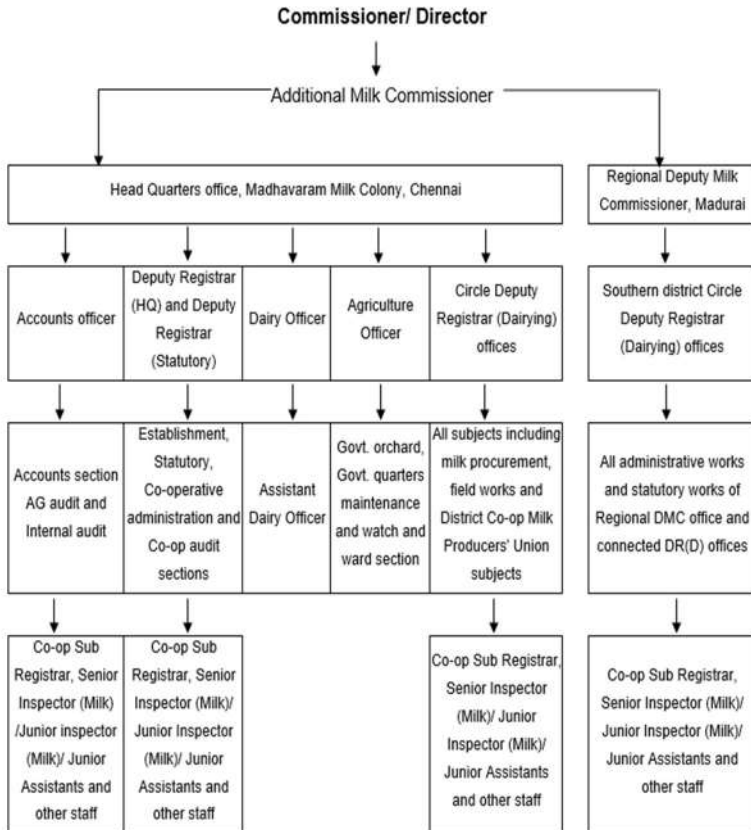 Commissioner/ Director
Additional Milk Commissioner
Head Quarters office, Madhavaram Milk Colony, Chennai
Regional Deputy Milk
Commissioner, Madurai
Accounts officer
Deputy Registrar
(HQ) and Deputy
Registrar
(Statutory)
Dairy Officer
Agriculture
Officer
Circle Deputy
Registrar (Dairying)
offices
Southern district Circle
Deputy Registrar
(Dairying) offices
Accounts section
AG audit and
Internal audit
Establishment,
Statutory,
Co-operative
administration and
Co-op audit
sections
Assistant
Dairy Officer
Govt. orchard,
Govt. quarters
maintenance
and watch and
ward section
All subjects including
milk procurement,
field works and
District Co-op Milk
Producers' Union
subjects
All administrative works
and statutory works of
Regional DMC office and
connected DR(D) offices
Co-op Sub
Registrar, Senior
Inspector (Milk)
/Junior inspector
(Milk)/ Junior
Assistants and
other staff
Co-op Sub
Registrar, Senior
Inspector (Milk)/
Junior Inspector
(Milk)/ Junior
Assistants and
other staff
Co-op Sub Registrar,
Senior Inspector
(Milk)/ Junior
Inspector (Milk)/
Junior Assistants
and other staff
Co-op Sub Registrar,
Senior Inspector (Milk)/
Junior Inspector (Milk)/
Junior Assistants and
other staff